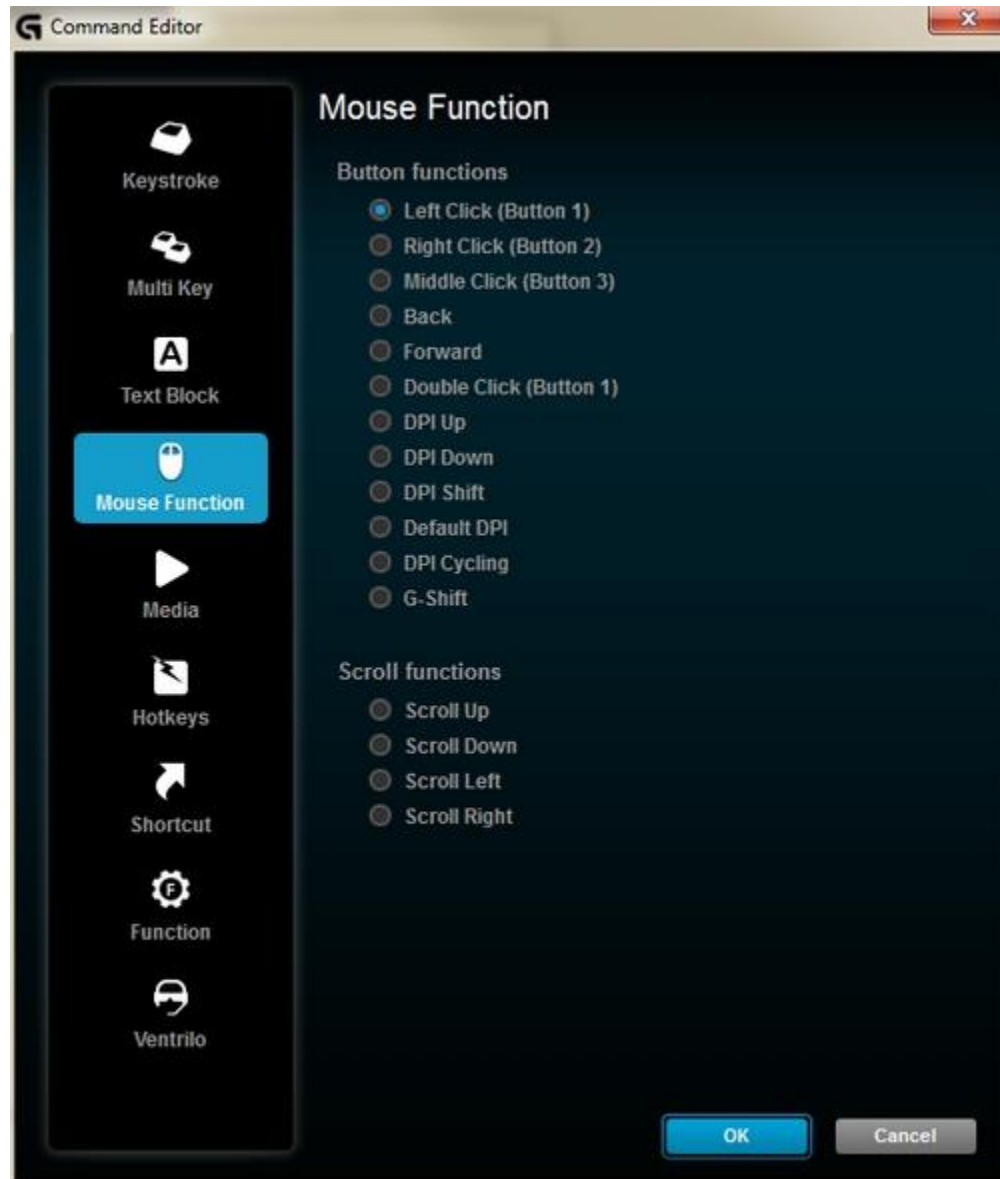 Command Editor
Keystroke
Multi Key
A
Text Block
Mouse Function
Media
Hotkeys
Shortcut
F
Function
Ventrilo
Mouse Function
Button functions
Left Click (Button 1)
Right Click (Button 2)
Middle Click (Button 3)
Back
Forward
Double Click (Button 1)
DPI Up
DPI Down
DPI Shift
Default DPI
DPI Cycling
G-Shift
Scroll functions
Scroll Up
Scroll Down
Scroll Left
Scroll Right
OK
Cancel